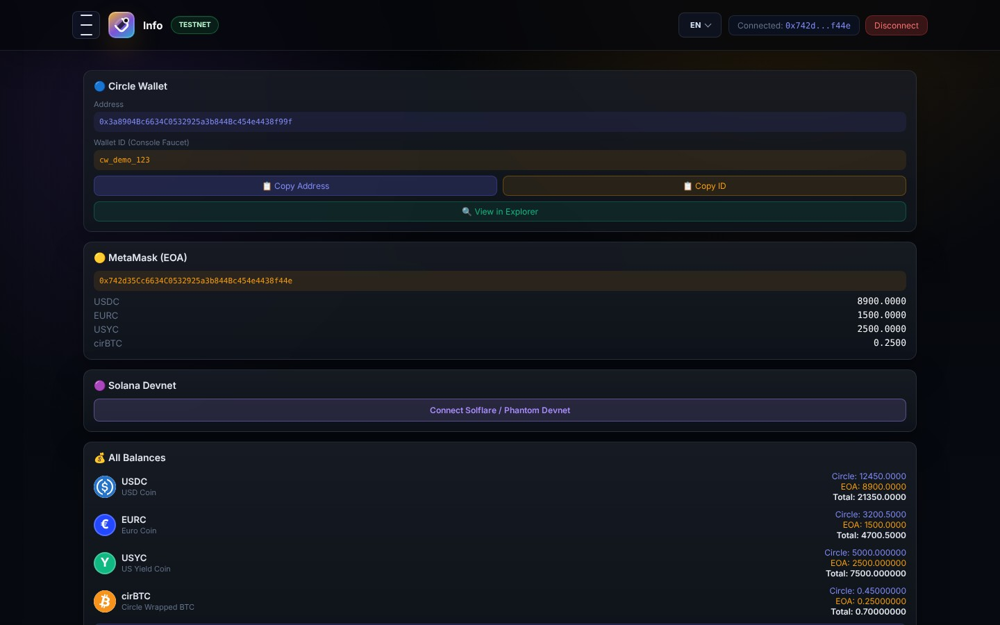 Info
TESTNET
EN
Connected: 0x742d...f44e
Disconnect
Circle Wallet
Address
0x3a8904Bc6634C0532925a3b844Bc454e4438f99f
Wallet ID (Console Faucet)
cw_demo_123
Copy Address
Copy ID
View in Explorer
MetaMask (EOA)
0x742d35Cc6634C0532925a3b844Bc454e4438f44e
USDC 8900.0000
EURC 1500.0000
USYC 2500.0000
cirBTC 0.2500
Solana Devnet
Connect Solflare / Phantom Devnet
All Balances
USDC
USD Coin
Circle: 12450.0000
EOA: 8900.0000
Total: 21350.0000
EURC
Euro Coin
Circle: 3200.5000
EOA: 1500.0000
Total: 4700.5000
USYC
US Yield Coin
Circle: 5000.000000
EOA: 2500.000000
Total: 7500.000000
cirBTC
Circle Wrapped BTC
Circle: 0.45000000
EOA: 0.25000000
Total: 0.70000000